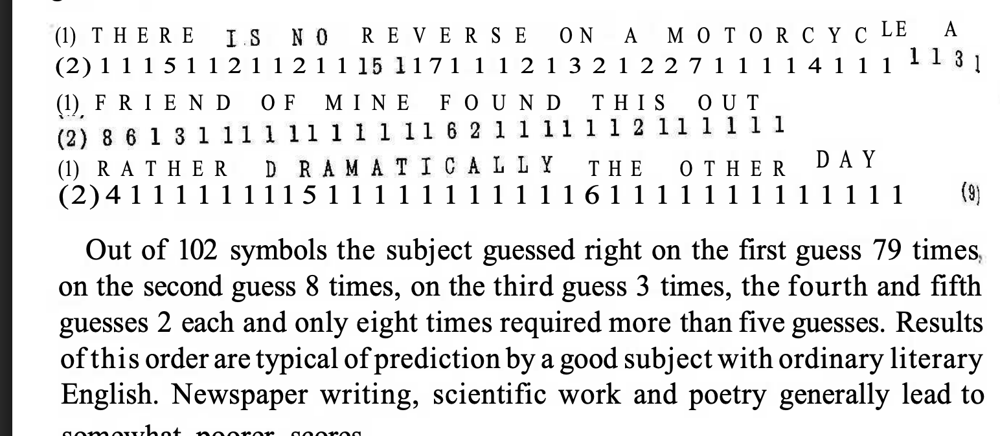 (1) T H E R E I S N O R E V E R S E O N A M O T O R C Y C L E A
(2) 1 1 1 5 1 1 2 1 1 2 1 1 15 1 17 1 1 1 2 1 3 2 1 2 2 7 1 1 1 1 4 1 1 1 1 1 3 1
(1) F R I E N D O F M I N E F O U N D T H I S O U T
(2) 8 6 1 3 1 1 1 1 1 1 1 1 1 1 1 6 2 1 1 1 1 1 1 2 1 1 1 1 1 1
(1) R A T H E R D R A M A T I C A L L Y T H E O T H E R D A Y
(2) 4 1 1 1 1 1 1 1 1 5 1 1 1 1 1 1 1 1 1 1 1 6 1 1 1 1 1 1 1 1 1 1 1 1 1 (9)
Out of 102 symbols the subject guessed right on the first guess 79 times,
on the second guess 8 times, on the third guess 3 times, the fourth and fifth
guesses 2 each and only eight times required more than five guesses. Results
of this order are typical of prediction by a good subject with ordinary literary
English. Newspaper writing, scientific work and poetry generally lead to
somewhat poorer scores